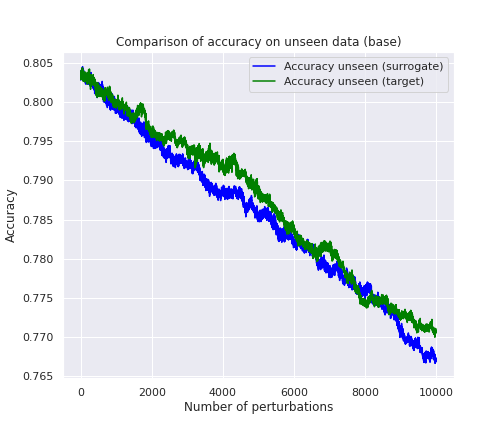 Comparison of accuracy on unseen data (base)
Accuracy unseen (surrogate)
Accuracy unseen (target)
0.805
0.800
0.795
0.790
0.785
0.780
0.775
0.770
0.765
Accuracy
0 2000 4000 6000 8000 10000
Number of perturbations